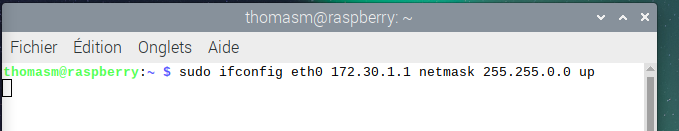 thomasm@raspberry: ~
Fichier Édition Onglets Aide
thomasm@raspberry:~ $ sudo ifconfig eth0 172.30.1.1 netmask 255.255.0.0 up